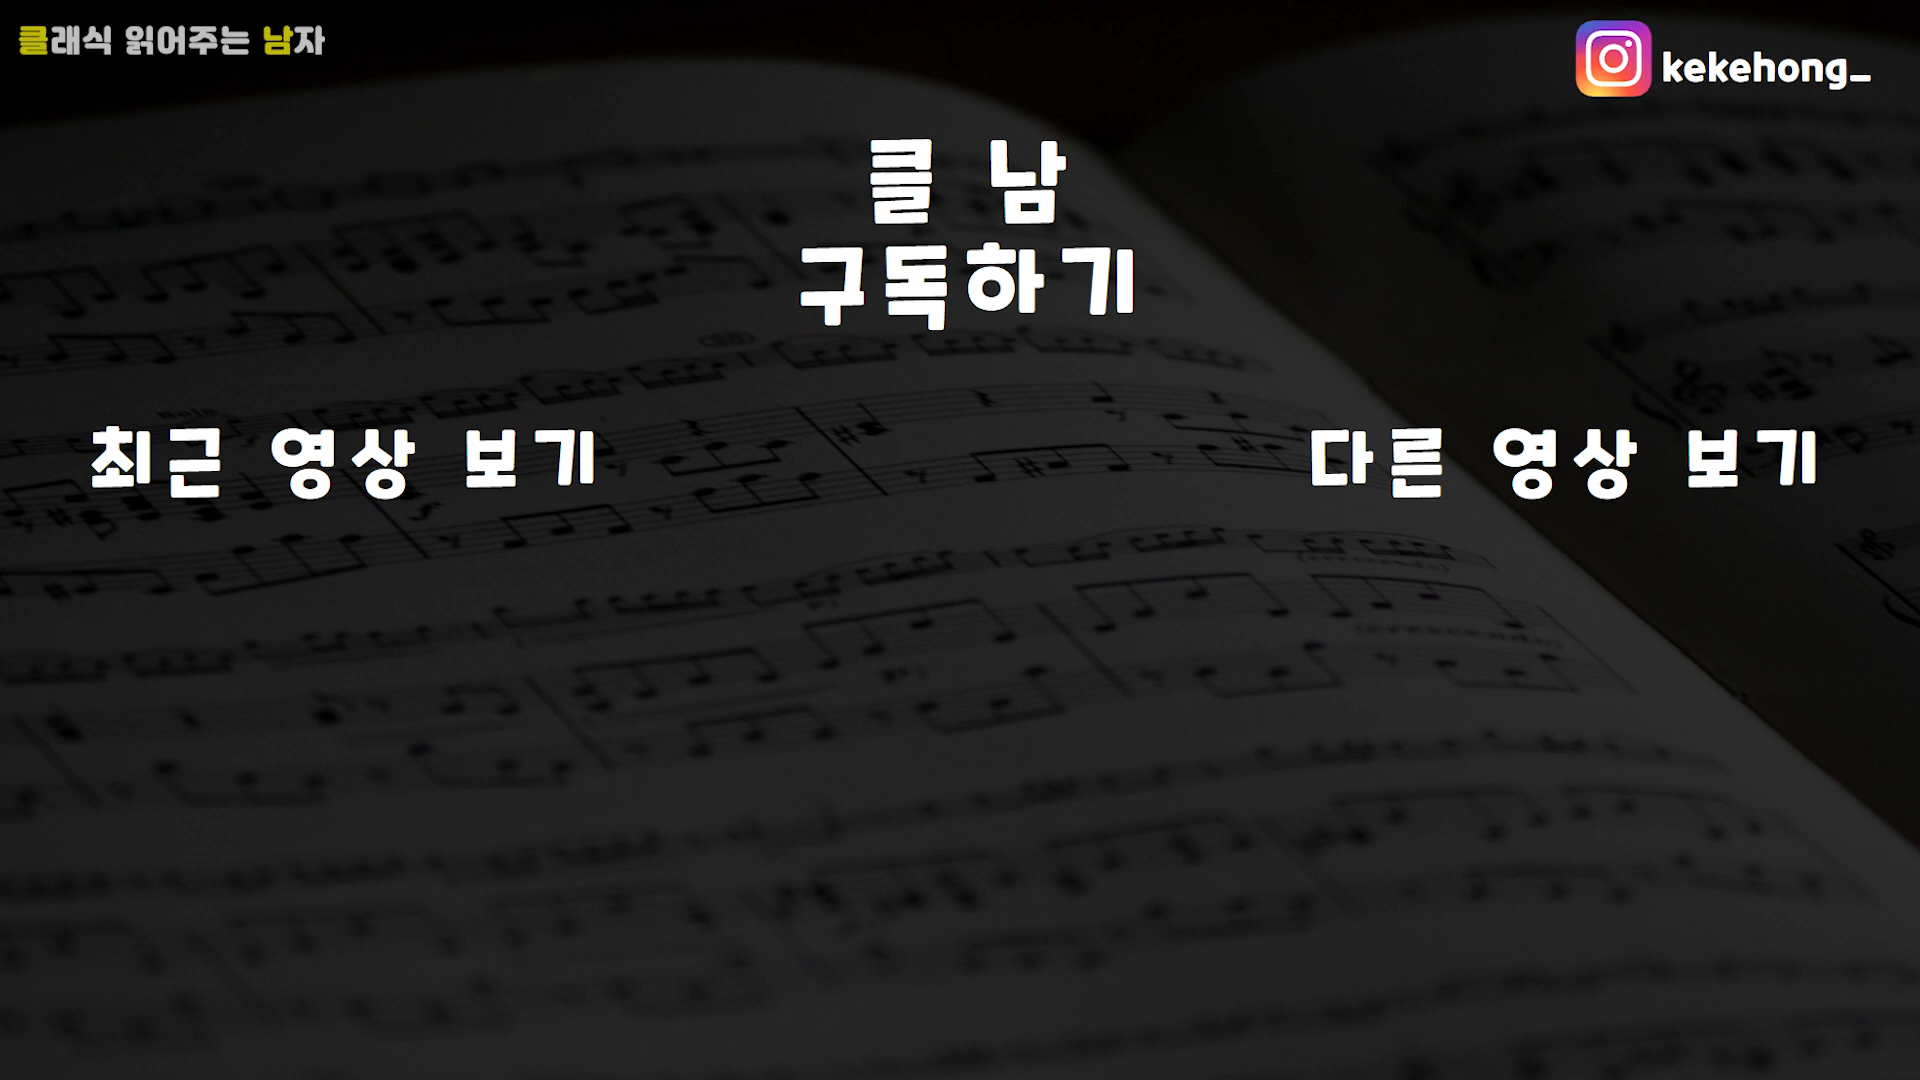 클래식 읽어주는 남자
kekehong_
클 남
구독하기
최근 영상 보기
다른 영상 보기